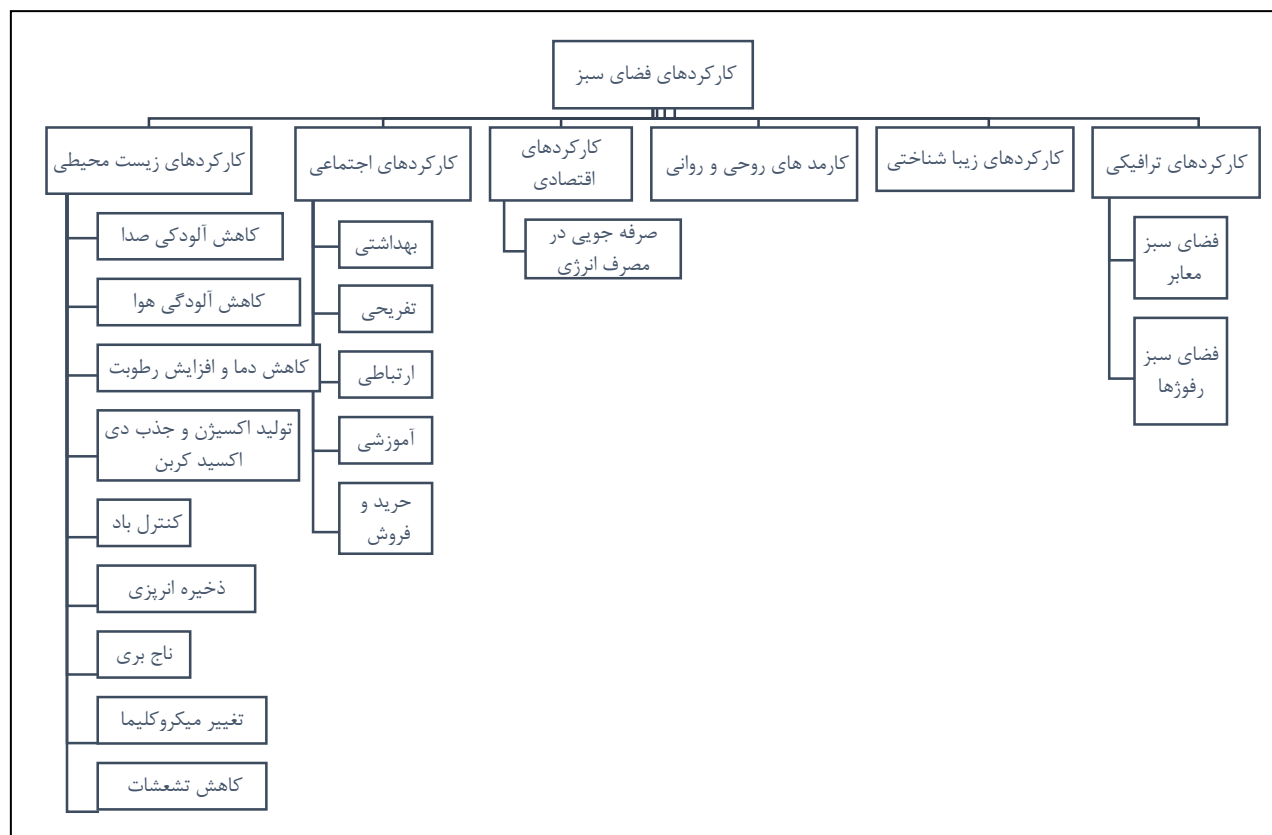 کارکردهای فضای سبز
کارکردهای ترافیکی
فضای سبز
معابر
فضای سبز
رفوژها
کارکردهای زیبا شناختی
کارمد های روحی و روانی
کارکردهای
اقتصادی
صرفه جویی در
مصرف انرژی
کارکردهای اجتماعی
بهداشتی
تفریحی
ارتباطی
آموزشی
حرید و
فروش
کارکردهای زیست محیطی
کاهش آلودکی صدا
کاهش آلودگی هوا
کاهش دما و افزایش رطوبت
تولید اکسیژن و جذب دی
اکسید کربن
کنترل باد
ذخیره انرپزی
ناج بری
تغییر میکروکلیما
کاهش تشعشات